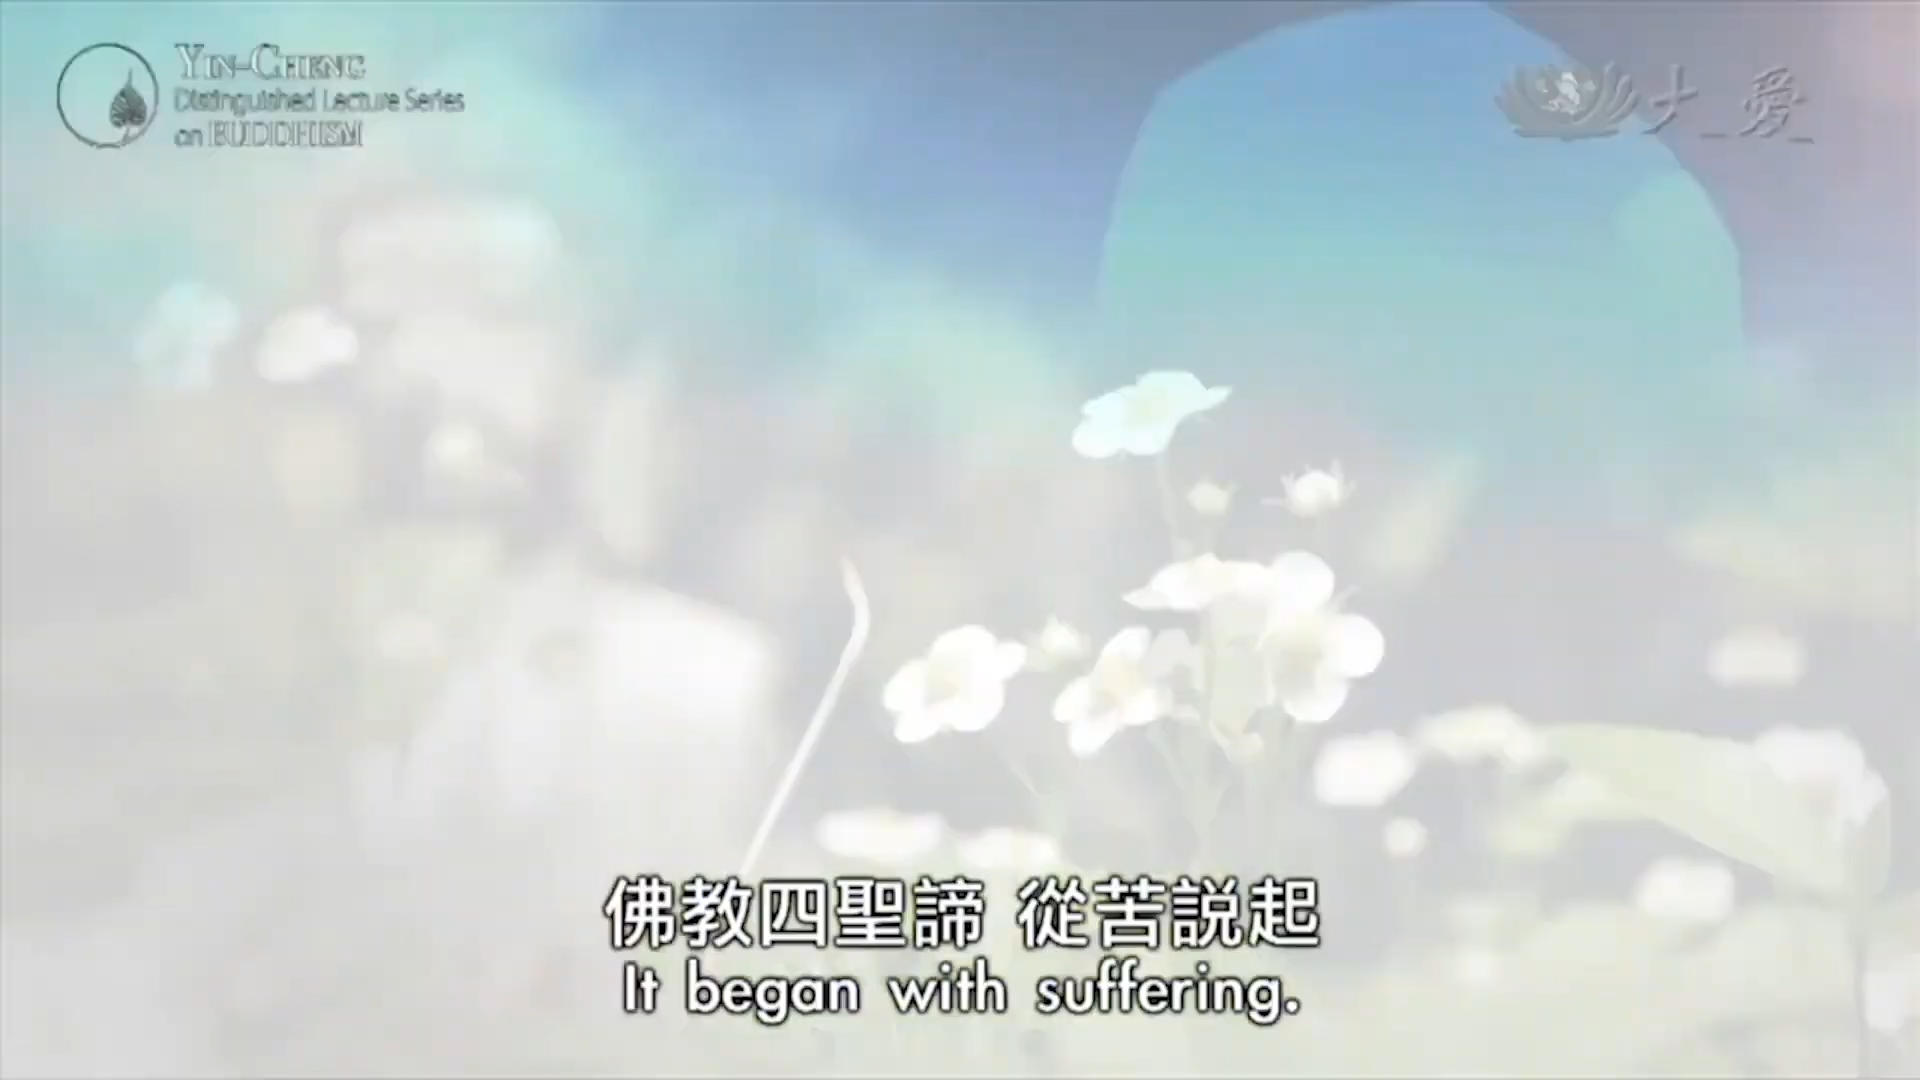 YIN-CHENG
Distinguished Lecture Series
on BUDDHISM
大愛
佛教四聖諦 從苦說起
It began with suffering.